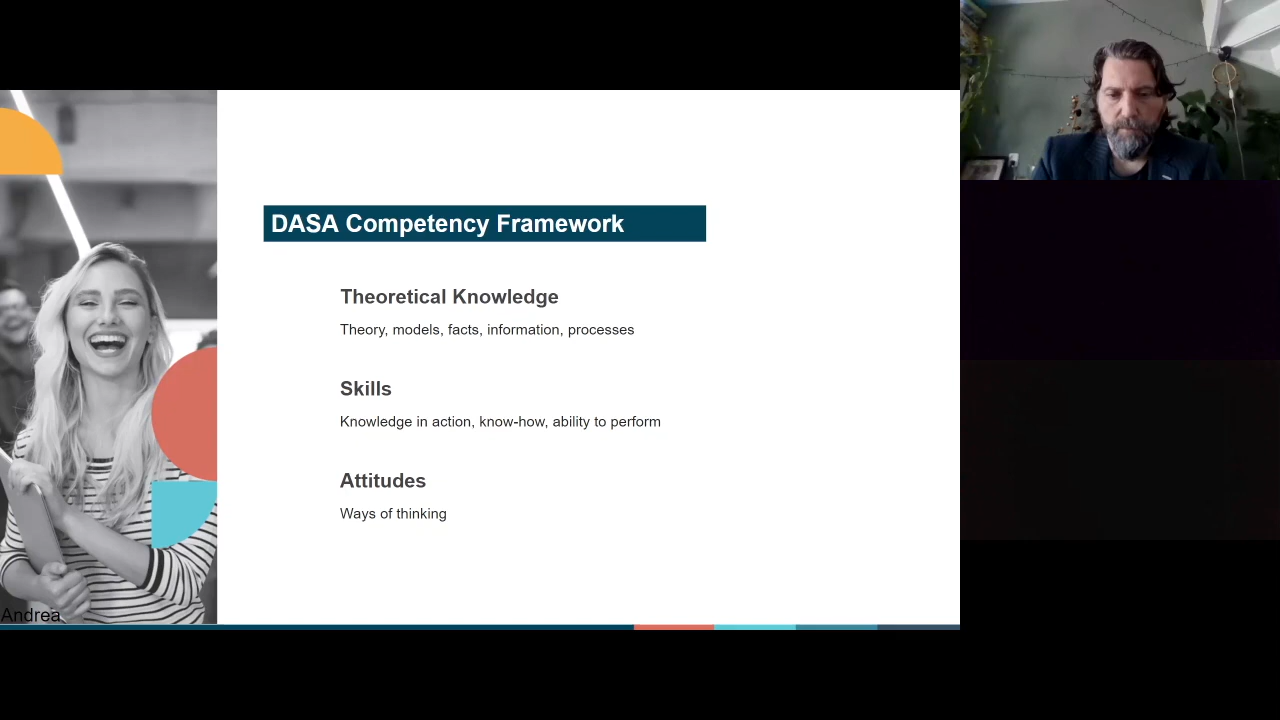 DASA Competency Framework
Theoretical Knowledge
Theory, models, facts, information, processes
Skills
Knowledge in action, know-how, ability to perform
Attitudes
Ways of thinking
Andrea